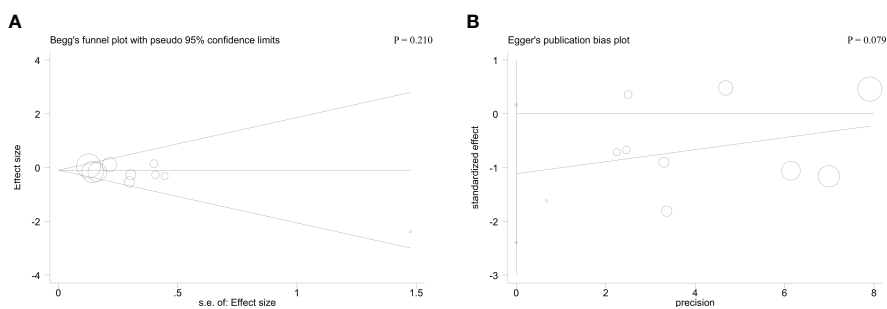 A
Begg's funnel plot with pseudo 95% confidence limits
P = 0.210
4
2
0
-2
-4
Effect size
0
.5
1
1.5
s.e. of: Effect size
B
Egger's publication bias plot
P = 0.079
1
0
-1
-2
-3
standardized effect
0
2
4
6
8
precision